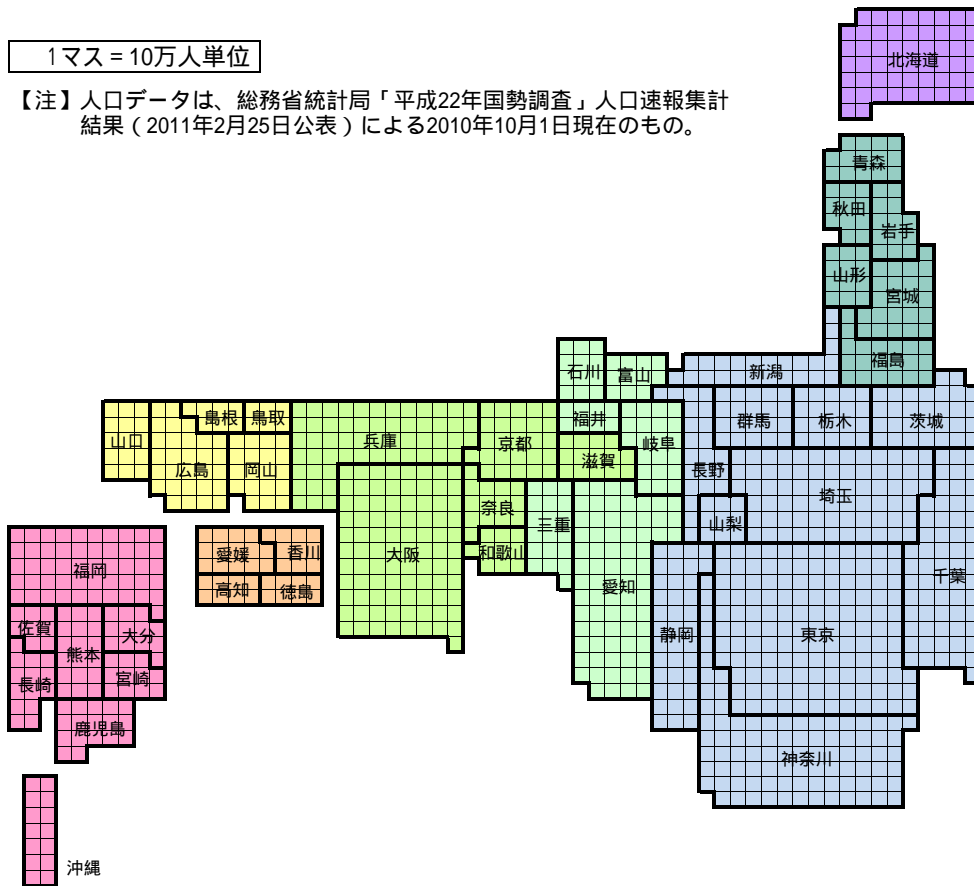 1マス=10万人単位
【注】人口データは、総務省統計局「平成22年国勢調査」人口速報集計
結果(2011年2月25日公表)による2010年10月1日現在のもの。
北海道
青森
秋田
岩手
山形
宮城
福島
新潟
石川
富山
福井
岐阜
群馬
栃木
茨城
山口
島根
鳥取
兵庫
京都
滋賀
広島
岡山
長野
埼玉
奈良
三重
山梨
大阪
和歌山
愛知
千葉
静岡
東京
神奈川
愛媛
香川
高知
徳島
福岡
佐賀
熊本
大分
長崎
宮崎
鹿児島
沖縄